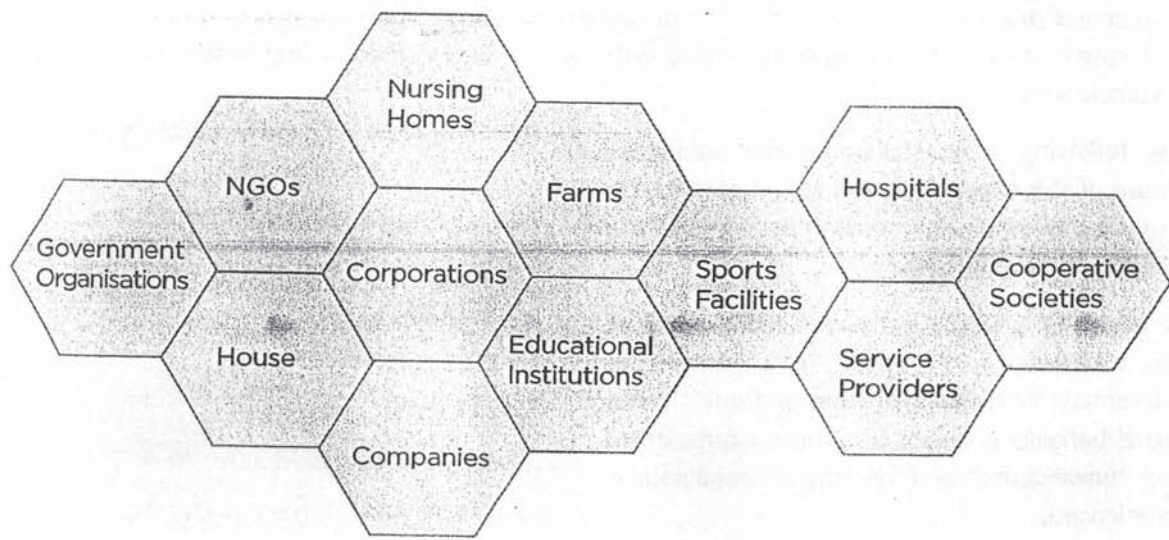 Nursing
Homes
NGOs
Farms
Hospitals
Government
Organisations
Corporations
Sports
Facilities
Cooperative
Societies
House
Educational
Institutions
Service
Providers
Companies